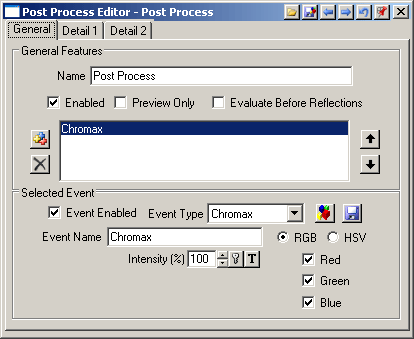 Post Process Editor - Post Process
General Detail 1 Detail 2
General Features
Name Post Process
Enabled Preview Only Evaluate Before Reflections
Chromax
Selected Event
Event Enabled Event Type Chromax
Event Name Chromax RGB HSV
Intensity (%) 100 T Red
Green
Blue